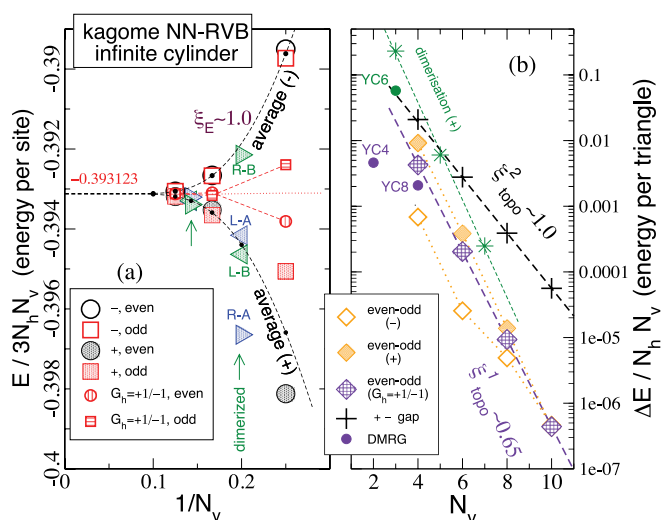 kagome NN-RVB
infinite cylinder
(a)
E / 3N_h N_v (energy per site)
-0.39
-0.392
-0.394
-0.396
-0.398
-0.4
−0.393123
ξ_E~1.0
average (-)
average (+)
R-B
L-A
L-B
R-A
dimerized
−, even
−, odd
+, even
+, odd
G_h=+1/−1, even
G_h=+1/−1, odd
0 0.1 0.2 0.3
1/N_v
(b)
dimerisation (+)
YC6
YC4
YC8
ξ^2_topo~1.0
ξ^1_topo~0.65
even-odd
(−)
even-odd
(+)
even-odd
(G_h=+1/−1)
+ − gap
DMRG
2 4 6 8 10
N_v
0.1
0.01
0.001
0.0001
1e-05
1e-06
1e-07
ΔE / N_h N_v (energy per triangle)